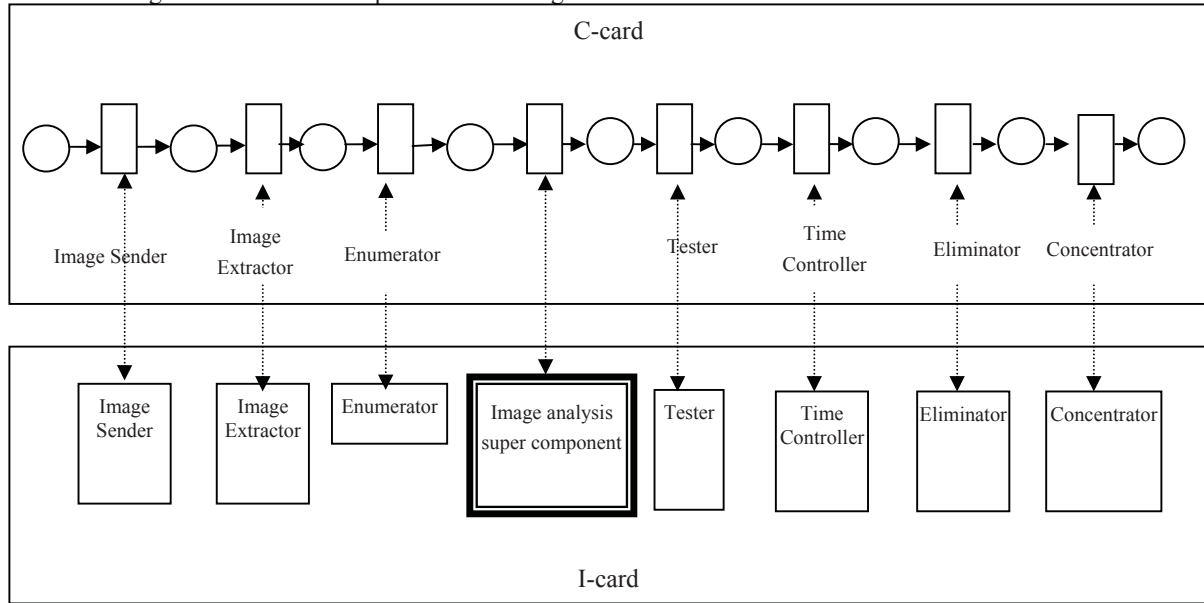 C-card
Image Sender
Image
Extractor
Enumerator
Tester
Time
Controller
Eliminator
Concentrator
Image
Sender
Image
Extractor
Enumerator
Image analysis
super component
Tester
Time
Controller
Eliminator
Concentrator
I-card